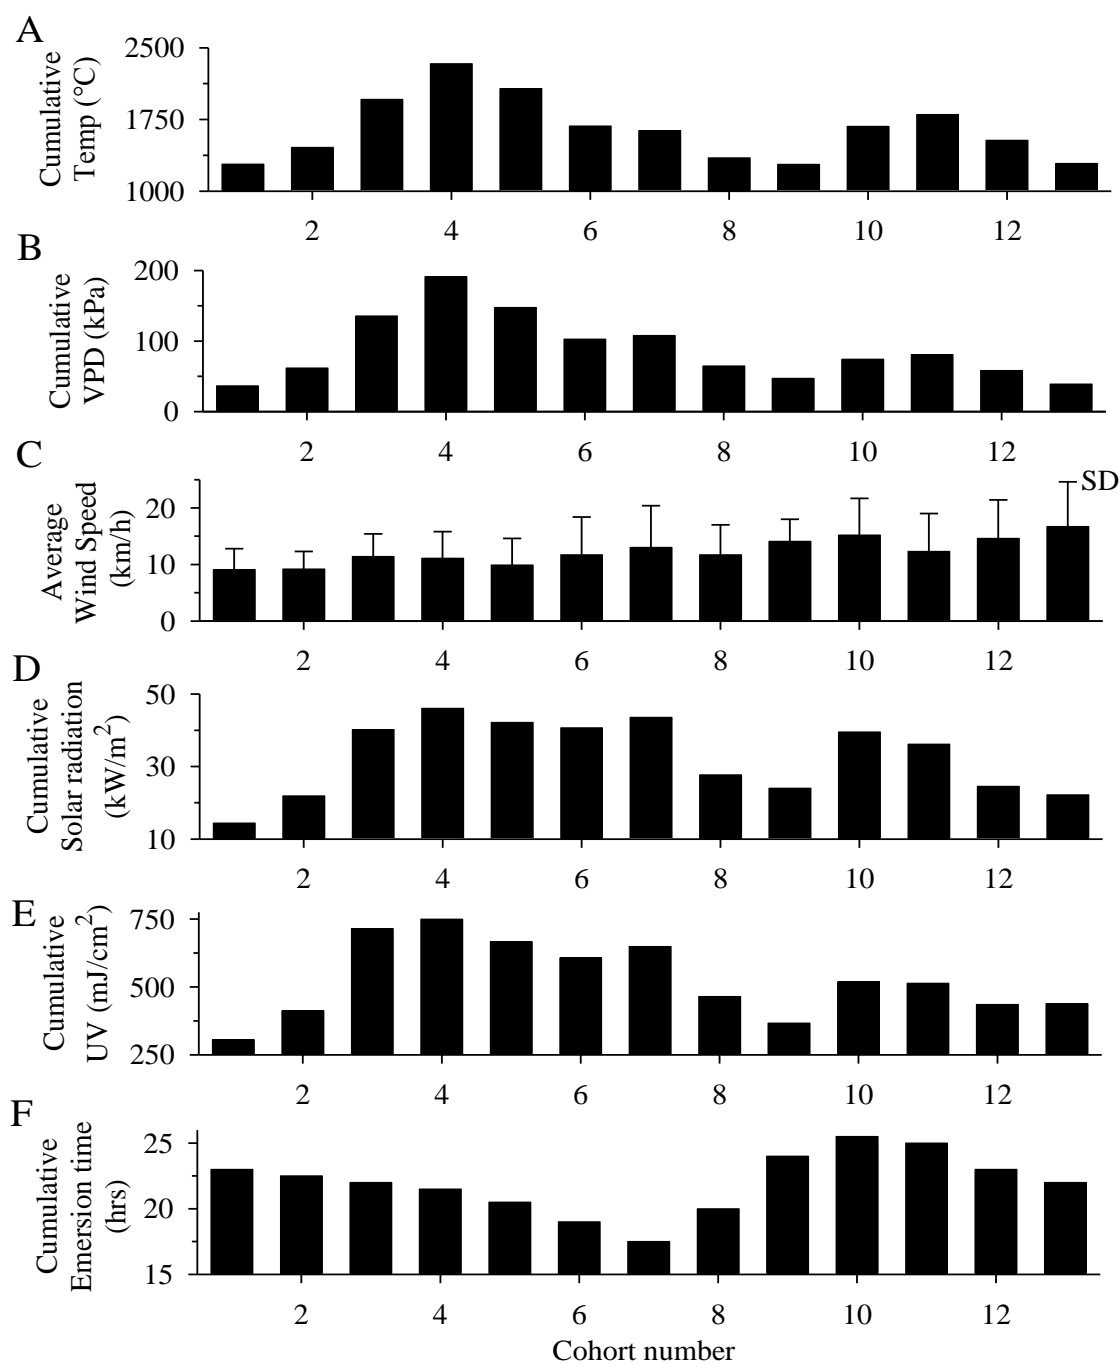 A
Cumulative
Temp (°C)
2500
1750
1000
2 4 6 8 10 12
B
Cumulative
VPD (kPa)
200
100
0
2 4 6 8 10 12
C
Average
Wind Speed
(km/h)
SD
20
10
0
2 4 6 8 10 12
D
Cumulative
Solar radiation
(kW/m²)
50
30
10
2 4 6 8 10 12
E
Cumulative
UV (mJ/cm²)
750
500
250
2 4 6 8 10 12
F
Cumulative
Emersion time
(hrs)
25
20
15
2 4 6 8 10 12
Cohort number